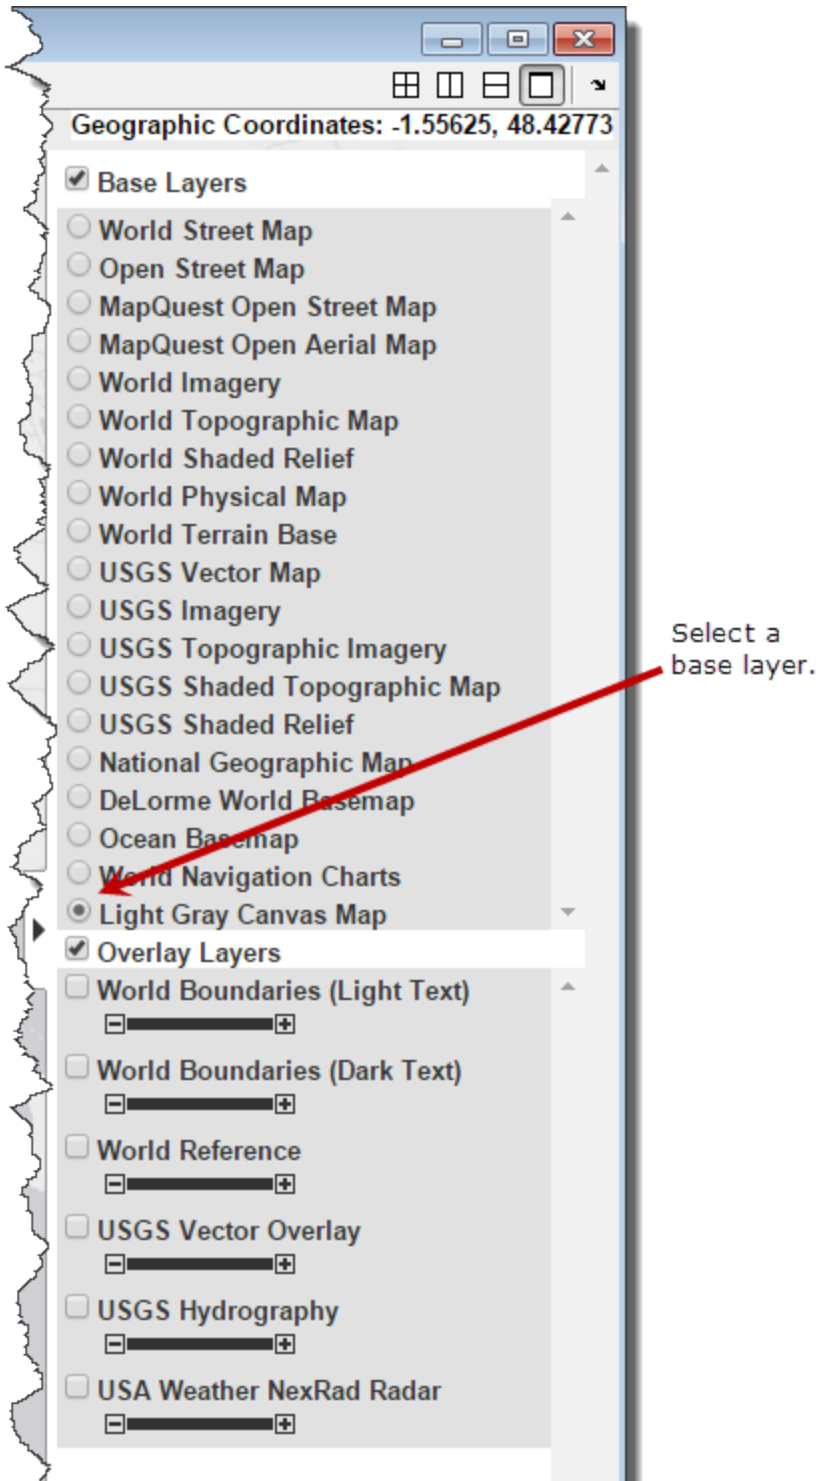 Geographic Coordinates: -1.55625, 48.42773
Base Layers
World Street Map
Open Street Map
MapQuest Open Street Map
MapQuest Open Aerial Map
World Imagery
World Topographic Map
World Shaded Relief
World Physical Map
World Terrain Base
USGS Vector Map
USGS Imagery
USGS Topographic Imagery
USGS Shaded Topographic Map
USGS Shaded Relief
National Geographic Map
DeLorme World Basemap
Ocean Basemap
World Navigation Charts
Light Gray Canvas Map
Overlay Layers
World Boundaries (Light Text)
World Boundaries (Dark Text)
World Reference
USGS Vector Overlay
USGS Hydrography
USA Weather NexRad Radar
Select a
base layer.